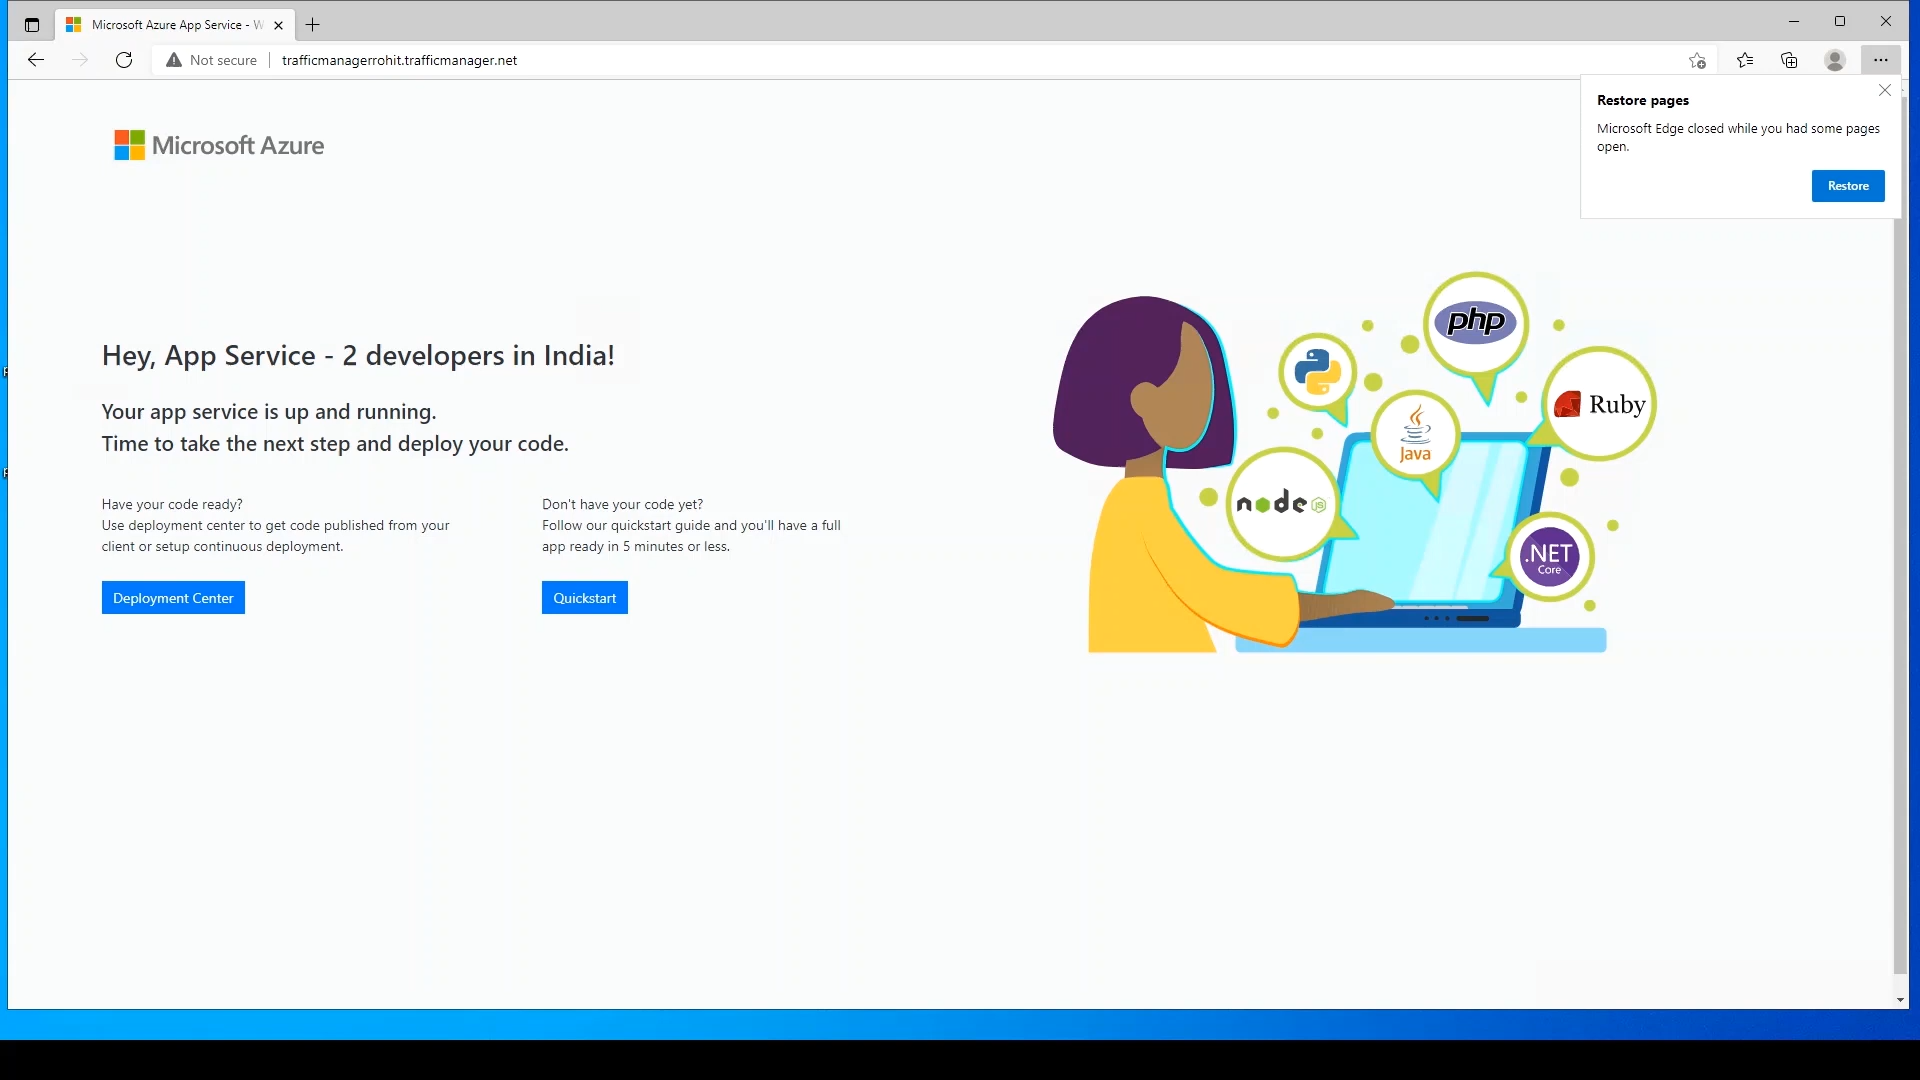 Microsoft Azure App Service - W
Not secure
trafficmanagerrohit.trafficmanager.net
Restore pages
Microsoft Edge closed while you had some pages
open.
Restore
Microsoft Azure
Hey, App Service - 2 developers in India!
Your app service is up and running.
Time to take the next step and deploy your code.
Have your code ready?
Use deployment center to get code published from your
client or setup continuous deployment.
Deployment Center
Don't have your code yet?
Follow our quickstart guide and you'll have a full
app ready in 5 minutes or less.
Quickstart
php
Ruby
Java
node
JS
.NET
Core